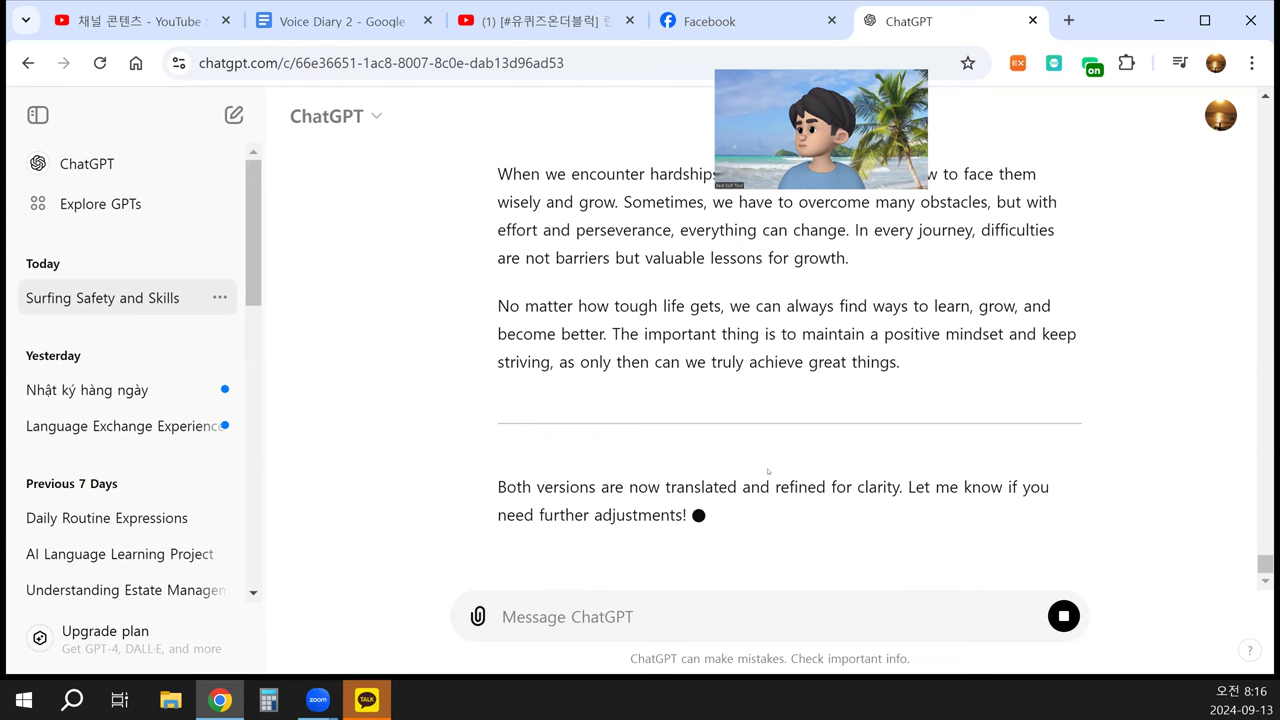 채널 콘텐츠 - YouTube
Voice Diary 2 - Google
(1) [#유퀴즈온더블럭]
Facebook
ChatGPT
chatgpt.com/c/66e36651-1ac8-8007-8c0e-dab13d96ad53
EX
on
ChatGPT
ChatGPT
Explore GPTs
Today
Surfing Safety and Skills
Yesterday
Nhật ký hàng ngày
Language Exchange Experienc
Previous 7 Days
Daily Routine Expressions
AI Language Learning Project
Understanding Estate Managem
Upgrade plan
Get GPT-4, DALL·E, and more
When we encounter hardships w to face them
wisely and grow. Sometimes, we have to overcome many obstacles, but with
effort and perseverance, everything can change. In every journey, difficulties
are not barriers but valuable lessons for growth.
No matter how tough life gets, we can always find ways to learn, grow, and
become better. The important thing is to maintain a positive mindset and keep
striving, as only then can we truly achieve great things.
Both versions are now translated and refined for clarity. Let me know if you
need further adjustments!
Message ChatGPT
ChatGPT can make mistakes. Check important info.
?
zoom
TALK
오전 8:16
2024-09-13